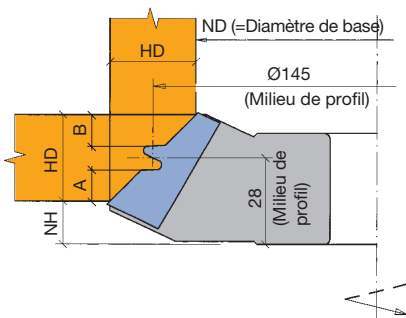 ND (=Diamètre de base)
HD
Ø145
(Milieu de profil)
B
HD
A
NH
28
(Milieu de
profil)